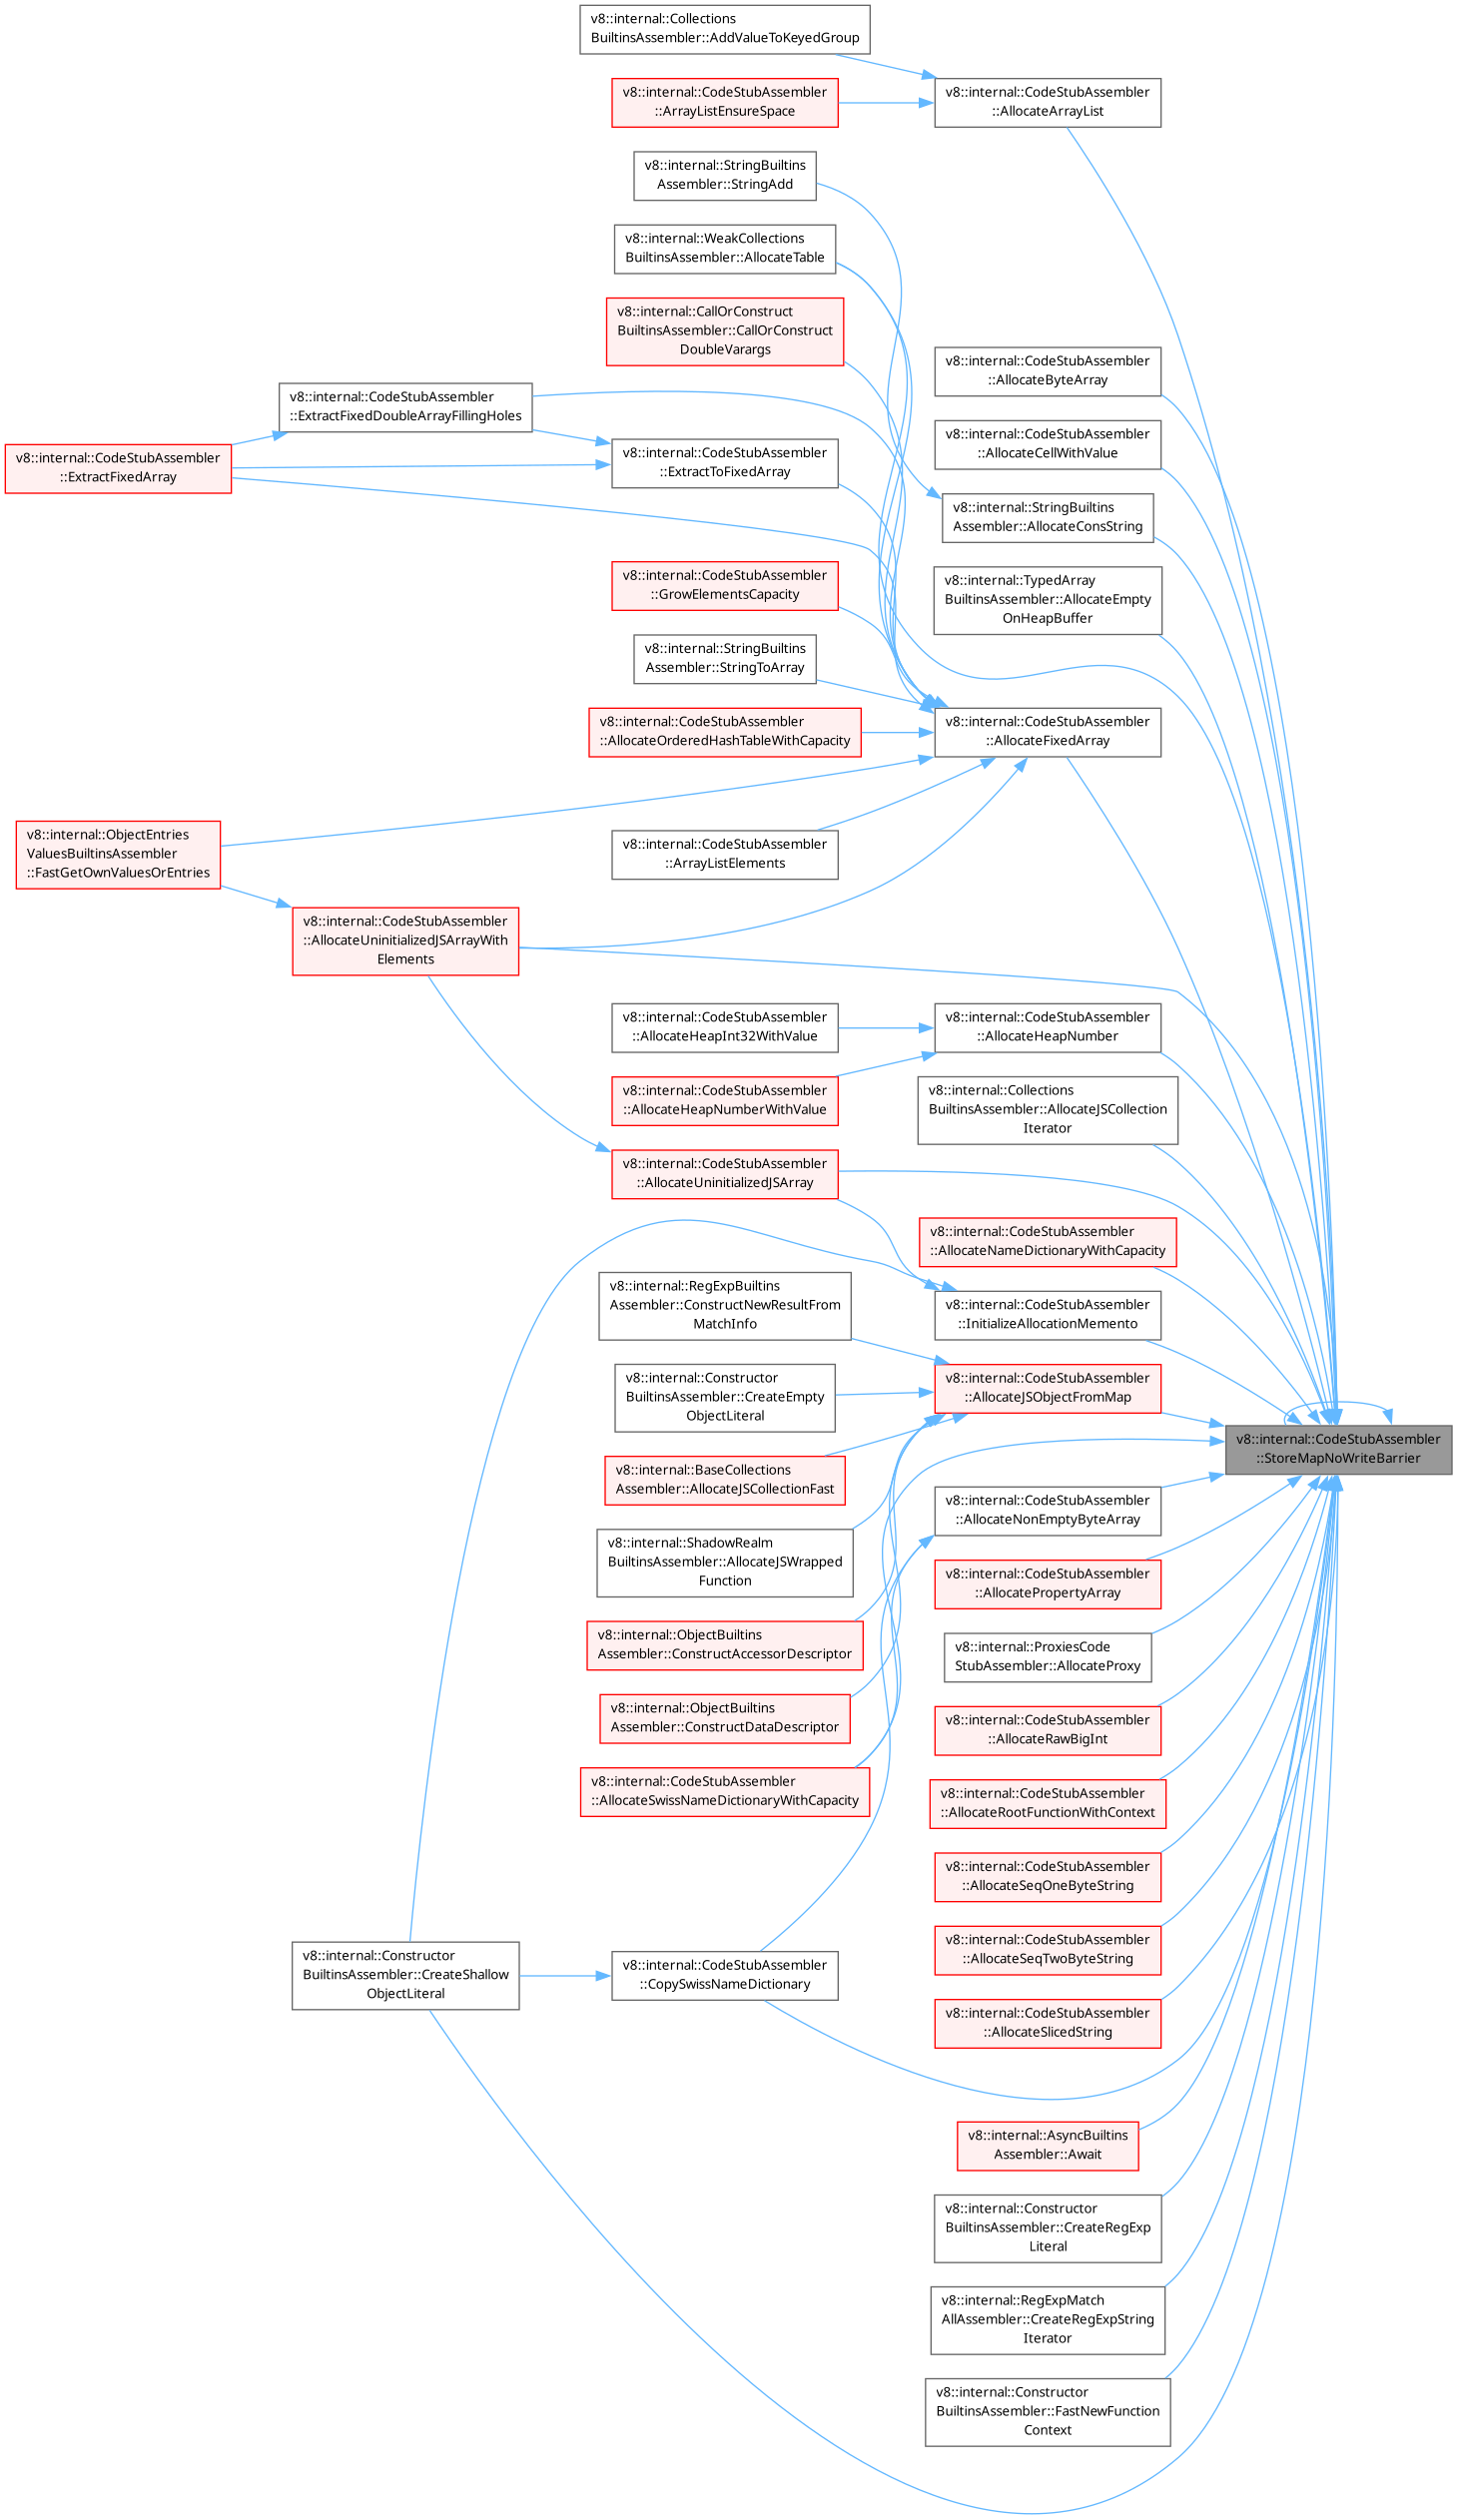 v8::internal::Collections
BuiltinsAssembler::AddValueToKeyedGroup
v8::internal::CodeStubAssembler
::ArrayListEnsureSpace
v8::internal::CodeStubAssembler
::AllocateArrayList
v8::internal::StringBuiltins
Assembler::StringAdd
v8::internal::WeakCollections
BuiltinsAssembler::AllocateTable
v8::internal::CallOrConstruct
BuiltinsAssembler::CallOrConstruct
DoubleVarargs
v8::internal::CodeStubAssembler
::AllocateByteArray
v8::internal::CodeStubAssembler
::ExtractFixedDoubleArrayFillingHoles
v8::internal::CodeStubAssembler
::AllocateCellWithValue
v8::internal::CodeStubAssembler
::ExtractFixedArray
v8::internal::CodeStubAssembler
::ExtractToFixedArray
v8::internal::StringBuiltins
Assembler::AllocateConsString
v8::internal::CodeStubAssembler
::GrowElementsCapacity
v8::internal::TypedArray
BuiltinsAssembler::AllocateEmpty
OnHeapBuffer
v8::internal::StringBuiltins
Assembler::StringToArray
v8::internal::CodeStubAssembler
::AllocateOrderedHashTableWithCapacity
v8::internal::CodeStubAssembler
::AllocateFixedArray
v8::internal::ObjectEntries
ValuesBuiltinsAssembler
::FastGetOwnValuesOrEntries
v8::internal::CodeStubAssembler
::ArrayListElements
v8::internal::CodeStubAssembler
::AllocateUninitializedJSArrayWith
Elements
v8::internal::CodeStubAssembler
::AllocateHeapInt32WithValue
v8::internal::CodeStubAssembler
::AllocateHeapNumber
v8::internal::CodeStubAssembler
::AllocateHeapNumberWithValue
v8::internal::Collections
BuiltinsAssembler::AllocateJSCollection
Iterator
v8::internal::CodeStubAssembler
::AllocateUninitializedJSArray
v8::internal::CodeStubAssembler
::AllocateNameDictionaryWithCapacity
v8::internal::RegExpBuiltins
Assembler::ConstructNewResultFrom
MatchInfo
v8::internal::CodeStubAssembler
::InitializeAllocationMemento
v8::internal::Constructor
BuiltinsAssembler::CreateEmpty
ObjectLiteral
v8::internal::CodeStubAssembler
::AllocateJSObjectFromMap
v8::internal::CodeStubAssembler
::StoreMapNoWriteBarrier
v8::internal::BaseCollections
Assembler::AllocateJSCollectionFast
v8::internal::CodeStubAssembler
::AllocateNonEmptyByteArray
v8::internal::ShadowRealm
BuiltinsAssembler::AllocateJSWrapped
Function
v8::internal::CodeStubAssembler
::AllocatePropertyArray
v8::internal::ObjectBuiltins
Assembler::ConstructAccessorDescriptor
v8::internal::ProxiesCode
StubAssembler::AllocateProxy
v8::internal::ObjectBuiltins
Assembler::ConstructDataDescriptor
v8::internal::CodeStubAssembler
::AllocateRawBigInt
v8::internal::CodeStubAssembler
::AllocateSwissNameDictionaryWithCapacity
v8::internal::CodeStubAssembler
::AllocateRootFunctionWithContext
v8::internal::CodeStubAssembler
::AllocateSeqOneByteString
v8::internal::CodeStubAssembler
::AllocateSeqTwoByteString
v8::internal::Constructor
BuiltinsAssembler::CreateShallow
ObjectLiteral
v8::internal::CodeStubAssembler
::CopySwissNameDictionary
v8::internal::CodeStubAssembler
::AllocateSlicedString
v8::internal::AsyncBuiltins
Assembler::Await
v8::internal::Constructor
BuiltinsAssembler::CreateRegExp
Literal
v8::internal::RegExpMatch
AllAssembler::CreateRegExpString
Iterator
v8::internal::Constructor
BuiltinsAssembler::FastNewFunction
Context